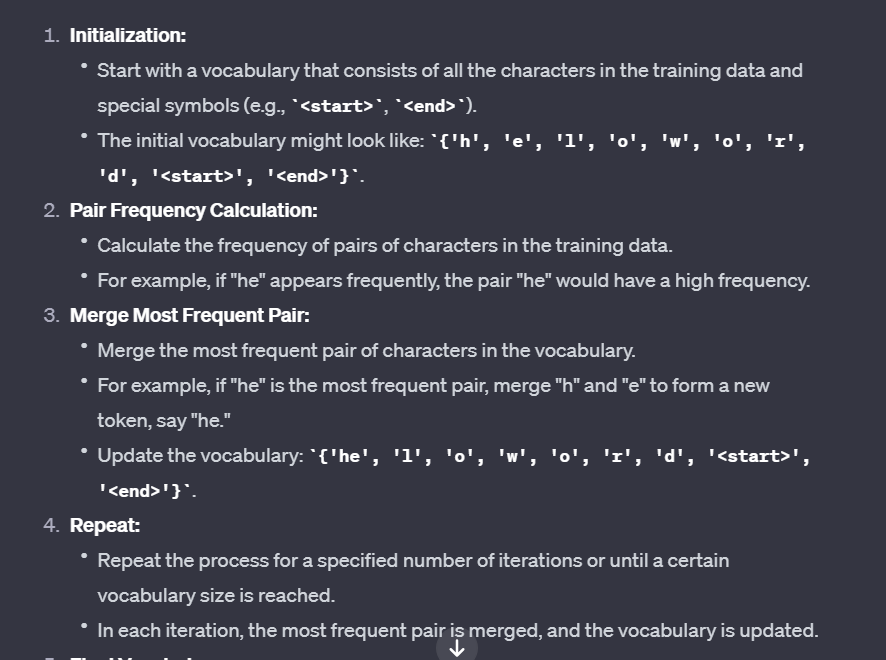 1. Initialization:
• Start with a vocabulary that consists of all the characters in the training data and
special symbols (e.g., `<start>`, `<end>`).
• The initial vocabulary might look like: `{'h', 'e', 'l', 'o', 'w', 'o', 'r',
'd', '<start>', '<end>'}`.
2. Pair Frequency Calculation:
• Calculate the frequency of pairs of characters in the training data.
• For example, if "he" appears frequently, the pair "he" would have a high frequency.
3. Merge Most Frequent Pair:
• Merge the most frequent pair of characters in the vocabulary.
• For example, if "he" is the most frequent pair, merge "h" and "e" to form a new
token, say "he."
• Update the vocabulary: `{'he', 'l', 'o', 'w', 'o', 'r', 'd', '<start>',
'<end>'}`.
4. Repeat:
• Repeat the process for a specified number of iterations or until a certain
vocabulary size is reached.
• In each iteration, the most frequent pair is merged, and the vocabulary is updated.